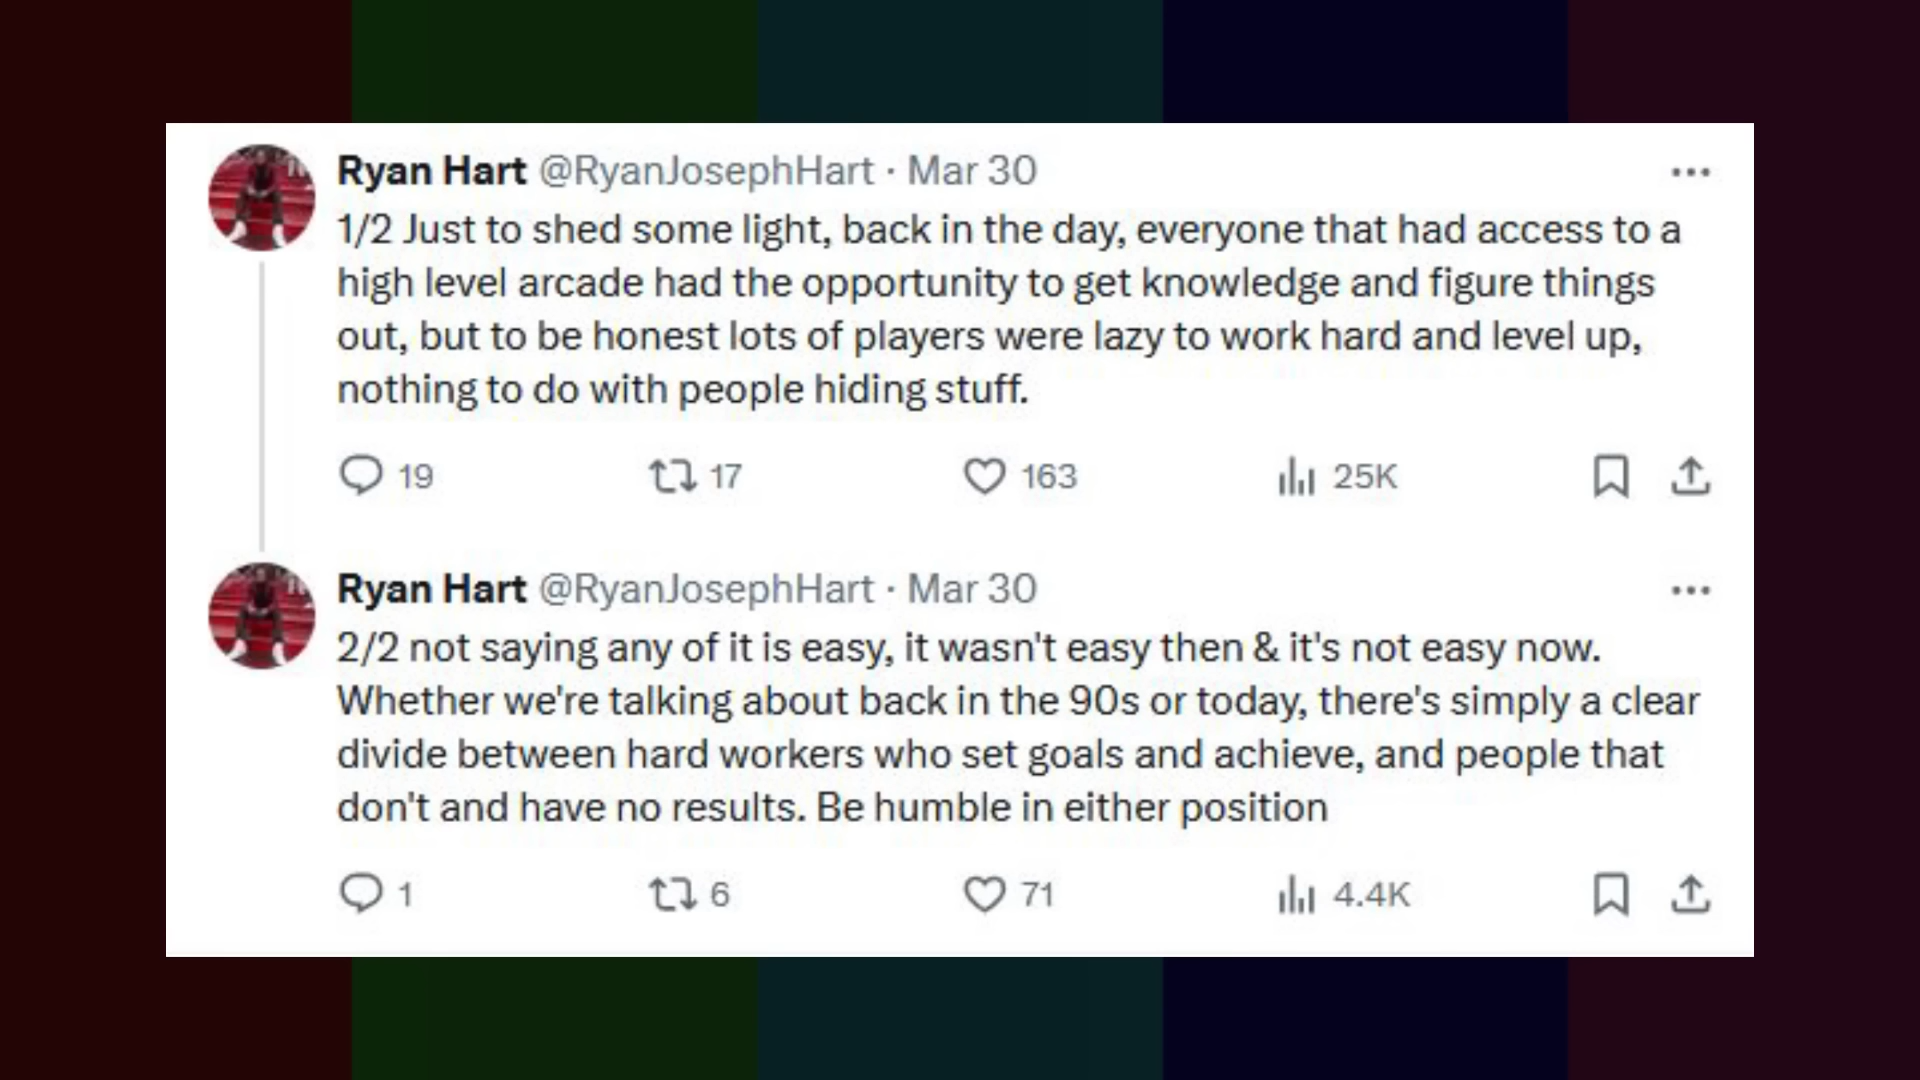 Ryan Hart @RyanJosephHart · Mar 30
1/2 Just to shed some light, back in the day, everyone that had access to a
high level arcade had the opportunity to get knowledge and figure things
out, but to be honest lots of players were lazy to work hard and level up,
nothing to do with people hiding stuff.
19 17 163 25K
Ryan Hart @RyanJosephHart · Mar 30
2/2 not saying any of it is easy, it wasn't easy then & it's not easy now.
Whether we're talking about back in the 90s or today, there's simply a clear
divide between hard workers who set goals and achieve, and people that
don't and have no results. Be humble in either position
1 6 71 4.4K